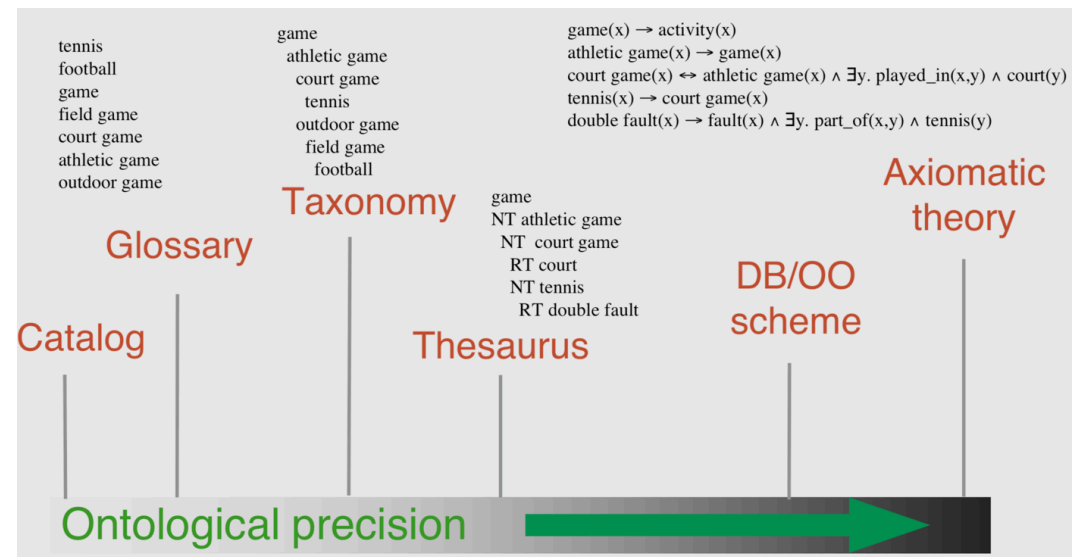 tennis
football
game
field game
court game
athletic game
outdoor game
Glossary
Catalog
game
athletic game
court game
tennis
outdoor game
field game
football
Taxonomy
game
NT athletic game
NT court game
RT court
NT tennis
RT double fault
Thesaurus
game(x) → activity(x)
athletic game(x) → game(x)
court game(x) ↔ athletic game(x) ∧ ∃y. played_in(x,y) ∧ court(y)
tennis(x) → court game(x)
double fault(x) → fault(x) ∧ ∃y. part_of(x,y) ∧ tennis(y)
DB/OO
scheme
Axiomatic
theory
Ontological precision